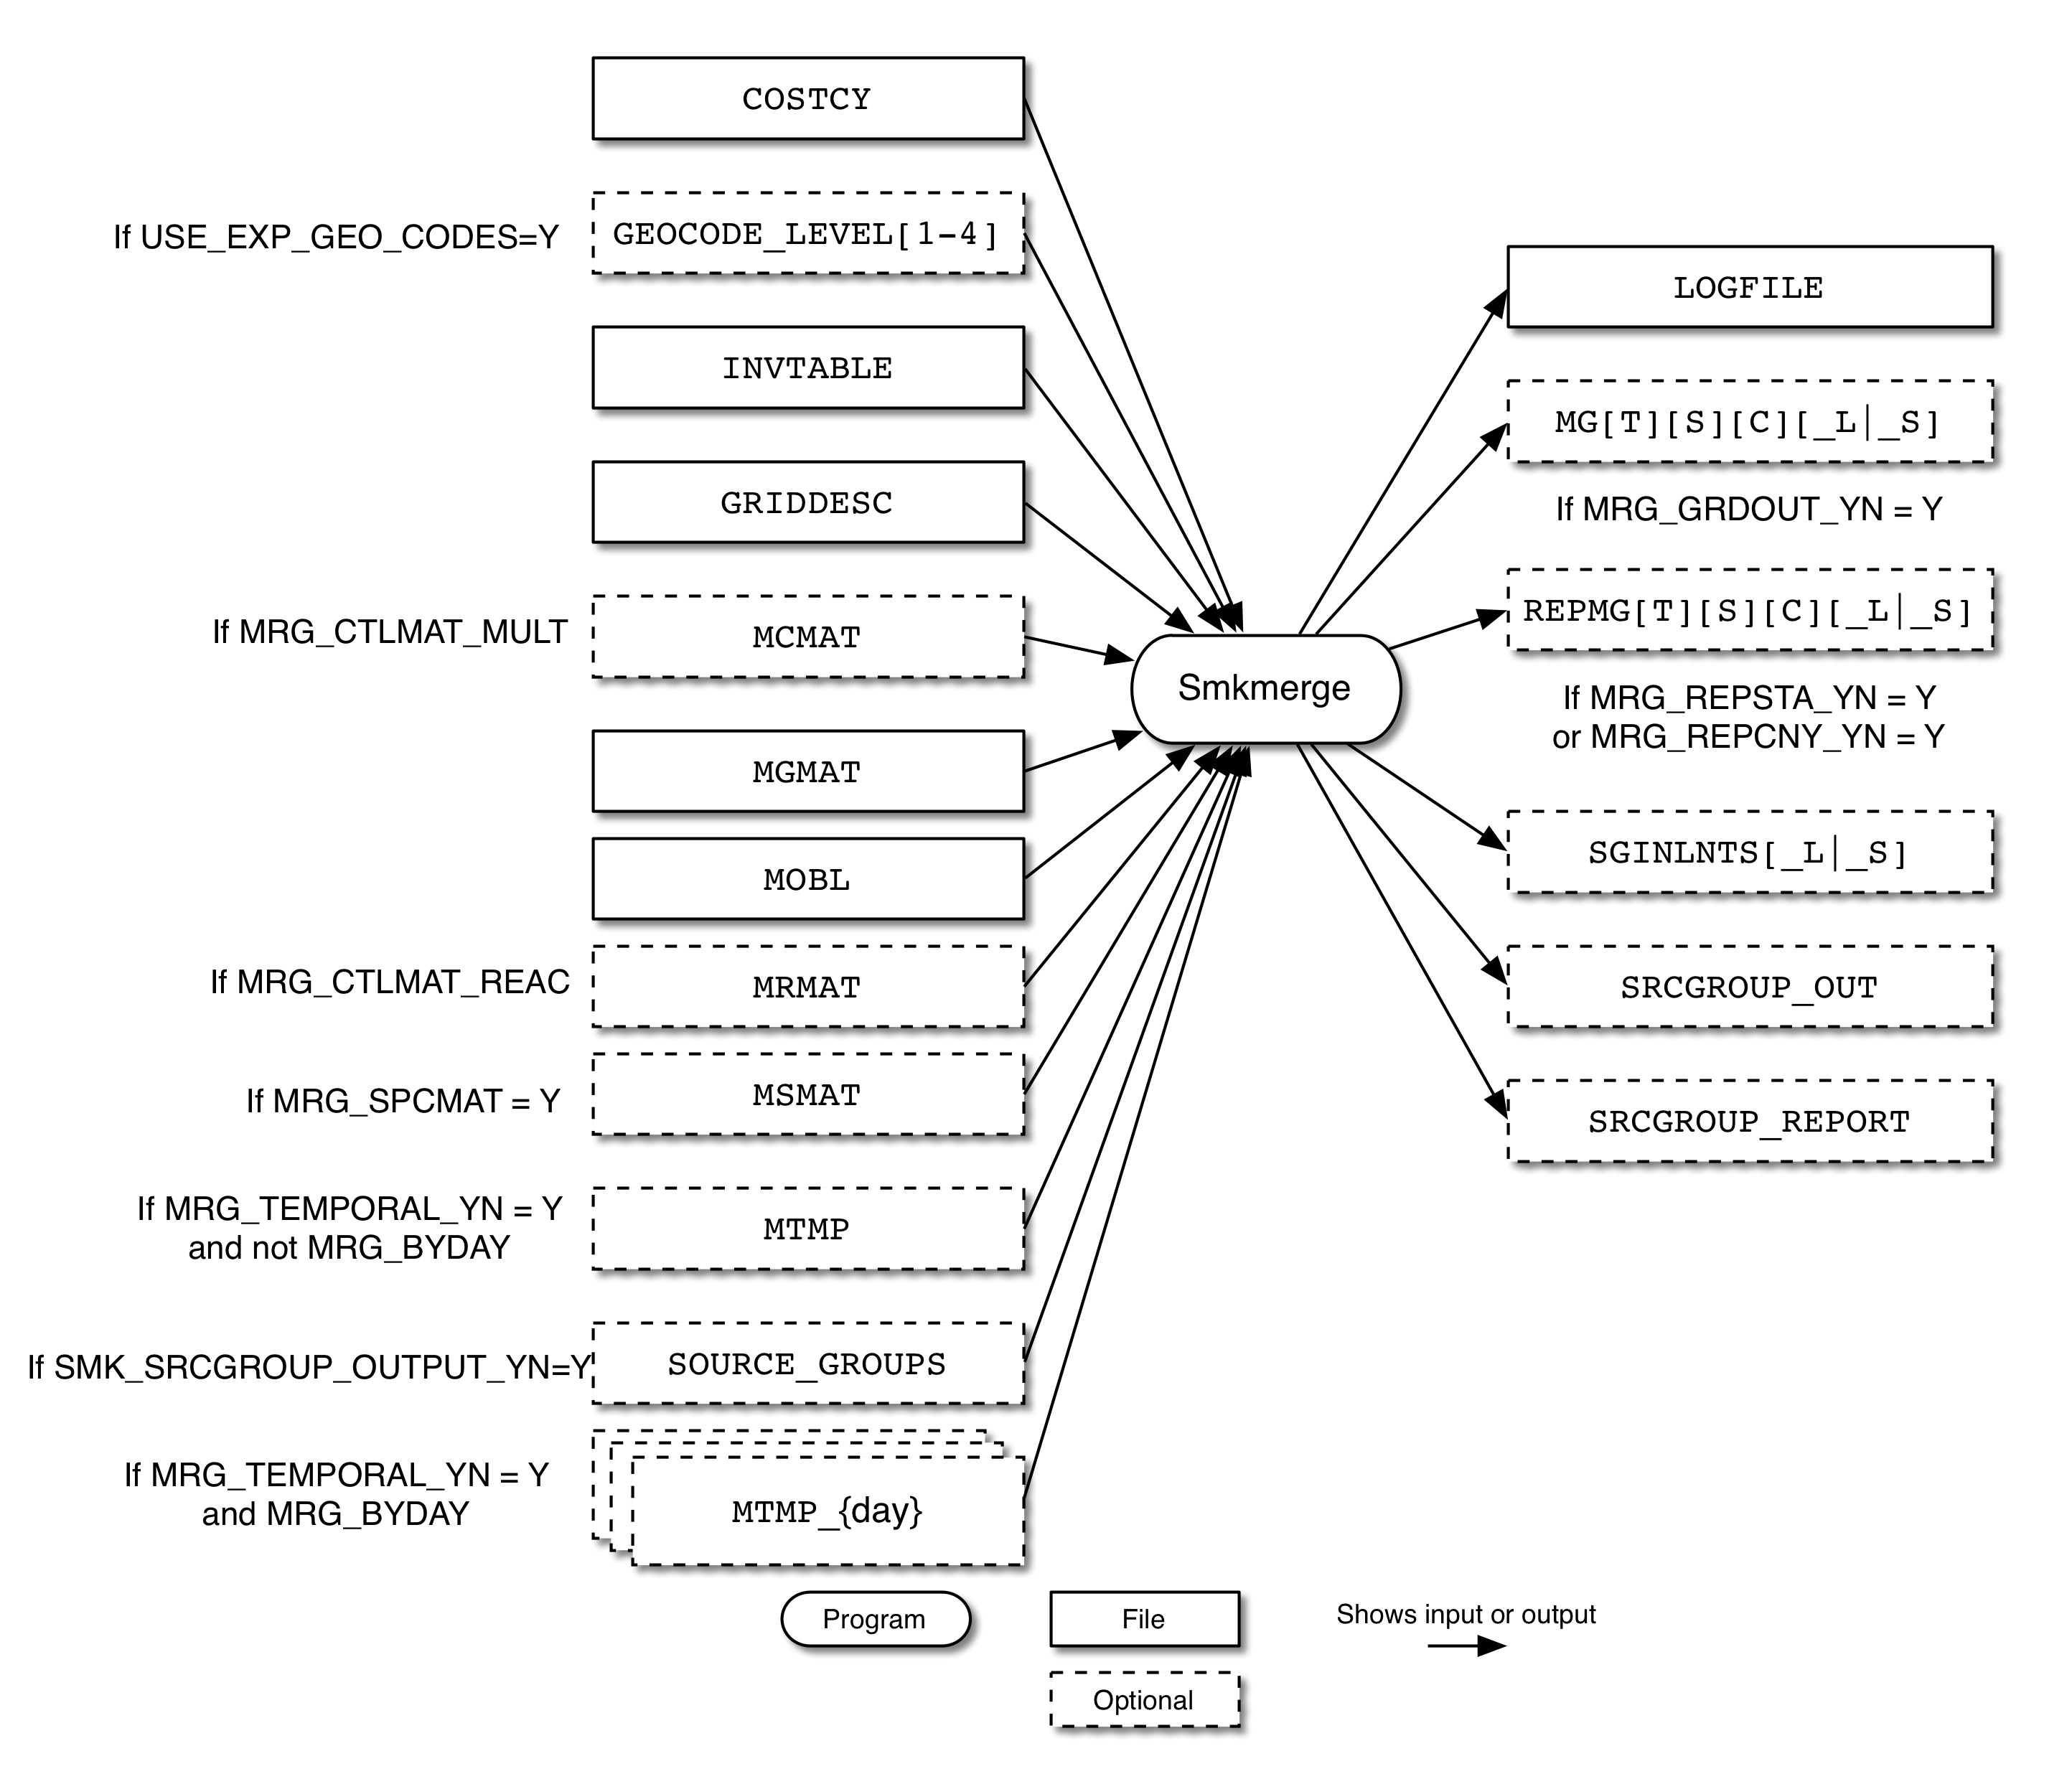 COSTCY
If USE_EXP_GEO_CODES=Y
GEOCODE_LEVEL[1-4]
INVTABLE
GRIDDESC
If MRG_CTLMAT_MULT
MCMAT
MGMAT
MOBL
If MRG_CTLMAT_REAC
MRMAT
If MRG_SPCMAT = Y
MSMAT
If MRG_TEMPORAL_YN = Y
and not MRG_BYDAY
MTMP
If SMK_SRCGROUP_OUTPUT_YN=Y
SOURCE_GROUPS
If MRG_TEMPORAL_YN = Y
and MRG_BYDAY
MTMP_{day}
Smkmerge
LOGFILE
MG[T][S][C][_L|_S]
If MRG_GRDOUT_YN = Y
REPMG[T][S][C][_L|_S]
If MRG_REPSTA_YN = Y
or MRG_REPCNY_YN = Y
SGINLNTS[_L|_S]
SRCGROUP_OUT
SRCGROUP_REPORT
Program
File
Optional
Shows input or output